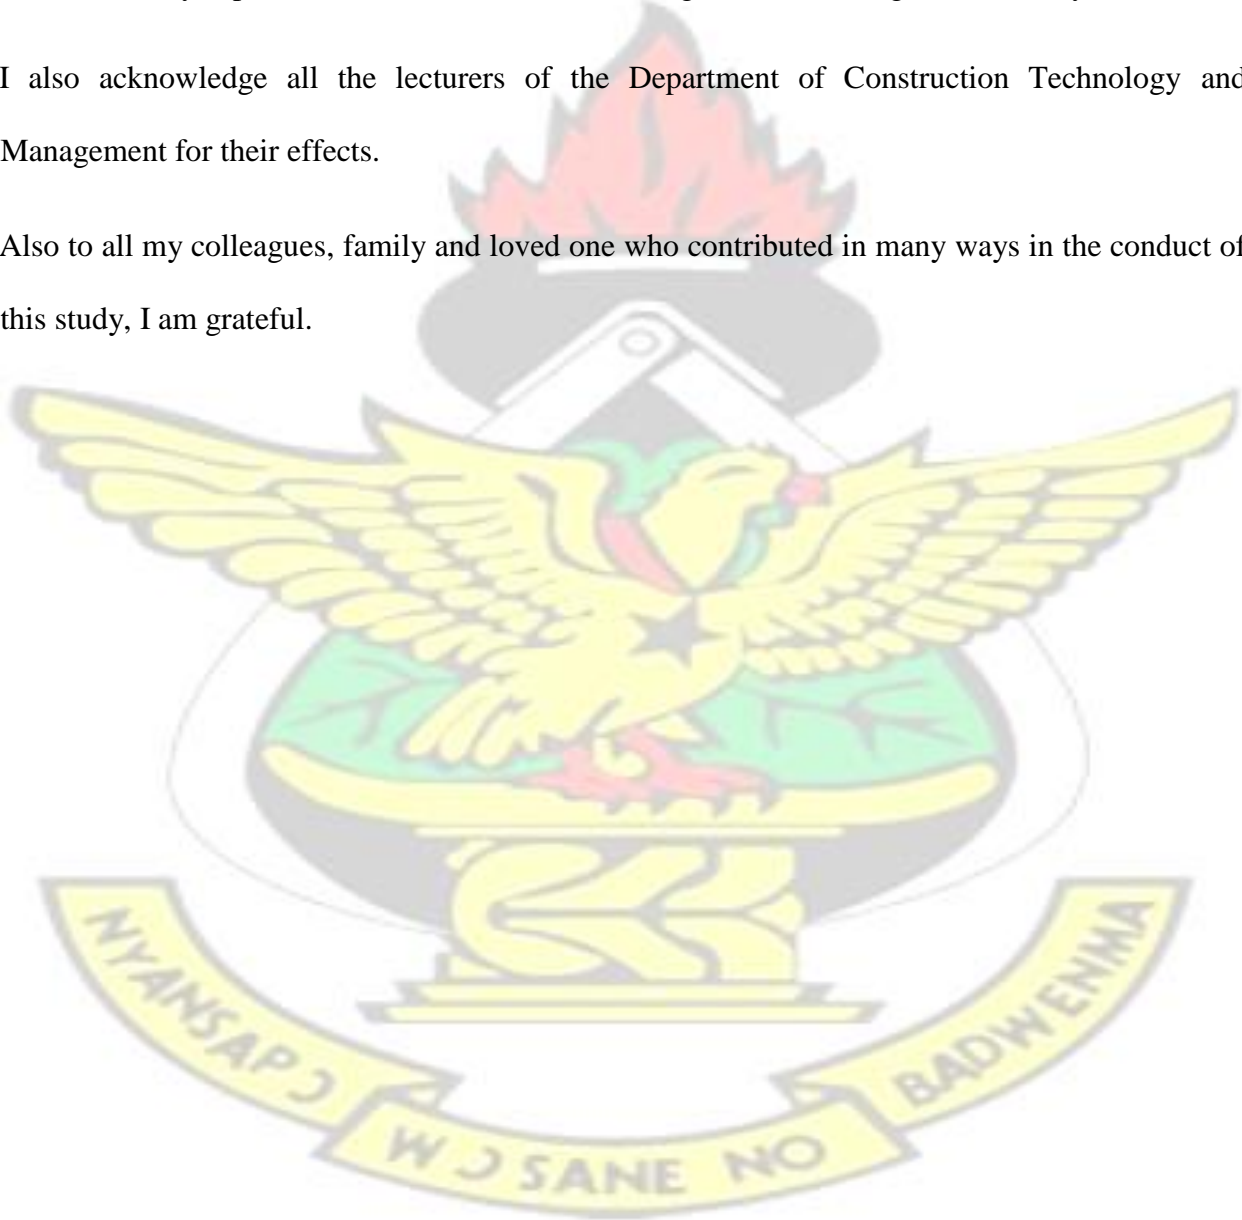 I also acknowledge all the lecturers of the Department of Construction Technology and
Management for their effects.
Also to all my colleagues, family and loved one who contributed in many ways in the conduct of
this study, I am grateful.
NYANSAPƆ
WƆSANE NO
BADWENMA